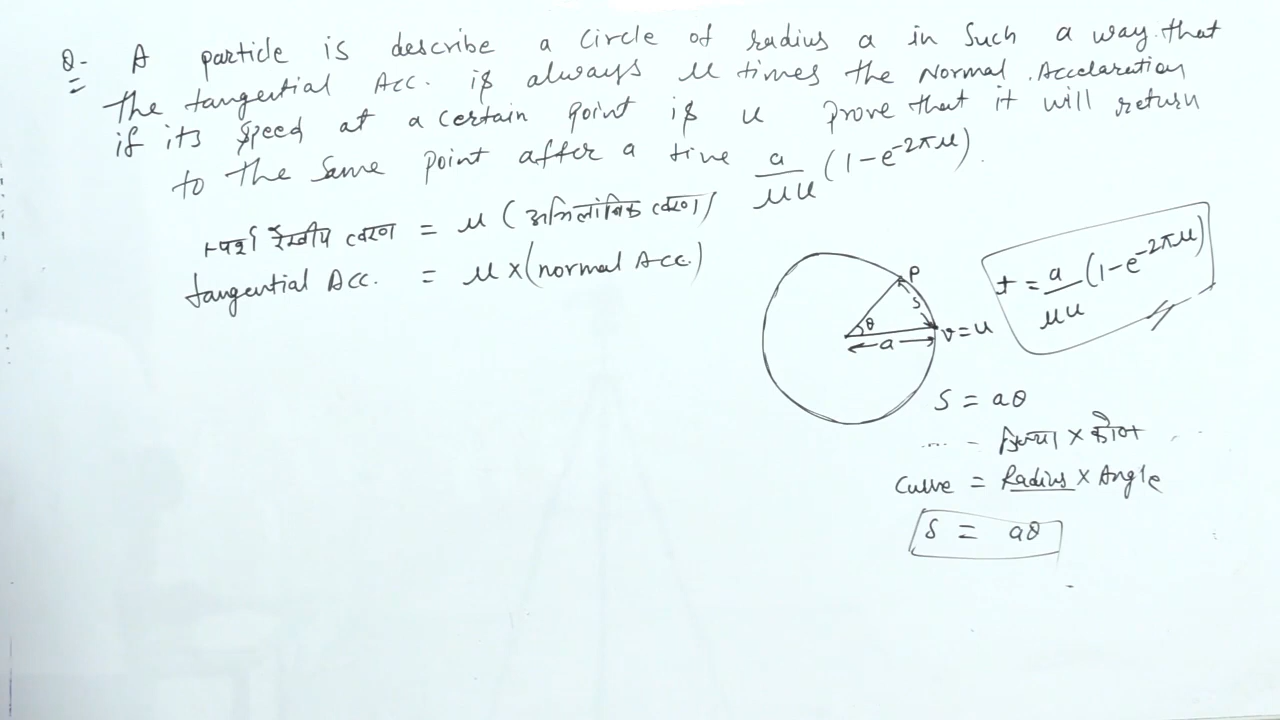 Q- A particle is describe a circle of radius a in such a way that
the tangential Acc. is always μ times the Normal Acclaration
if its speed at a certain point is u prove that it will return
to the same point after a time a/μu (1-e^-2πμ).
स्पर्श रेखीय त्वरण = μ (अभिलांबिक त्वरण)
tangential Acc. = μ × (normal Acc.)
P
S
θ
a
v = u
t = a/μu (1-e^-2πμ)
S = aθ
= त्रिज्या × कोण
Curve = Radius × Angle
S = aθ